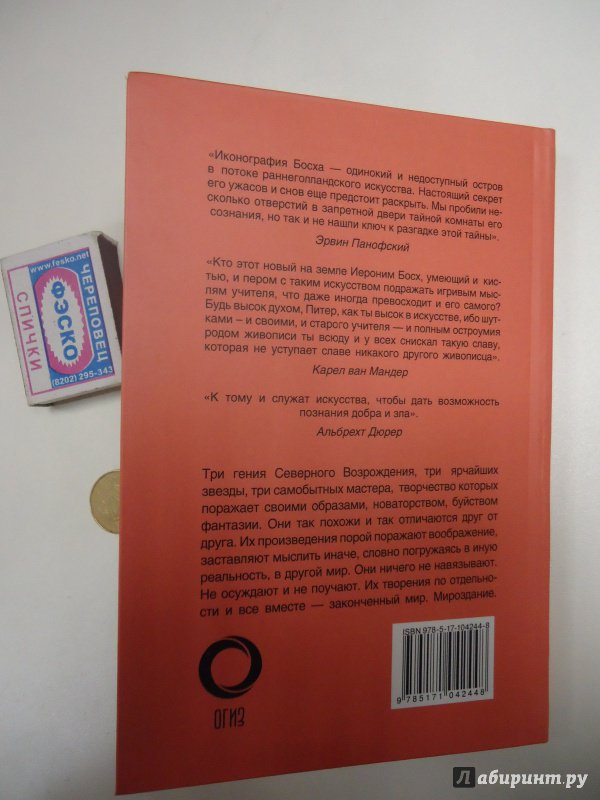 «Иконография Босха — одинокий и недоступный остров
в потоке раннеголландского искусства. Настоящий секрет
его ужасов и снов еще предстоит раскрыть. Мы пробили не-
сколько отверстий в запретной двери тайной комнаты его
сознания, но так и не нашли ключ к разгадке этой тайны».
Эрвин Панофский
«Кто этот новый на земле Иероним Босх, умеющий и кис-
тью, и пером с таким искусством подражать игривым мыс-
лям учителя, что даже иногда превосходит и его самого?
Будь высок духом, Питер, как ты высок в искусстве, ибо шут-
ками – и своими, и старого учителя — и полным остроумия
родом живописи ты всюду и у всех снискал такую славу,
которая не уступает славе никакого другого живописца».
Карел ван Мандер
«К тому и служат искусства, чтобы дать возможность
познания добра и зла».
Альбрехт Дюрер
Три гения Северного Возрождения, три ярчайших
звезды, три самобытных мастера, творчество которых
поражает своими образами, новаторством, буйством
фантазии. Они так похожи и так отличаются друг от
друга. Их произведения порой поражают воображение,
заставляют мыслить иначе, словно погружаясь в иную
реальность, в другой мир. Они ничего не навязывают.
Не осуждают и не поучают. Их творения по отдельно-
сти и все вместе — законченный мир. Мироздание.
ОГИЗ
ISBN 978-5-17-104244-8
9 785171 042448
СПИЧКИ
www.fesko.net
ФЭСКО
(8202) 295-343
ЧЕРЕПОВЕЦ
Лабиринт.ру